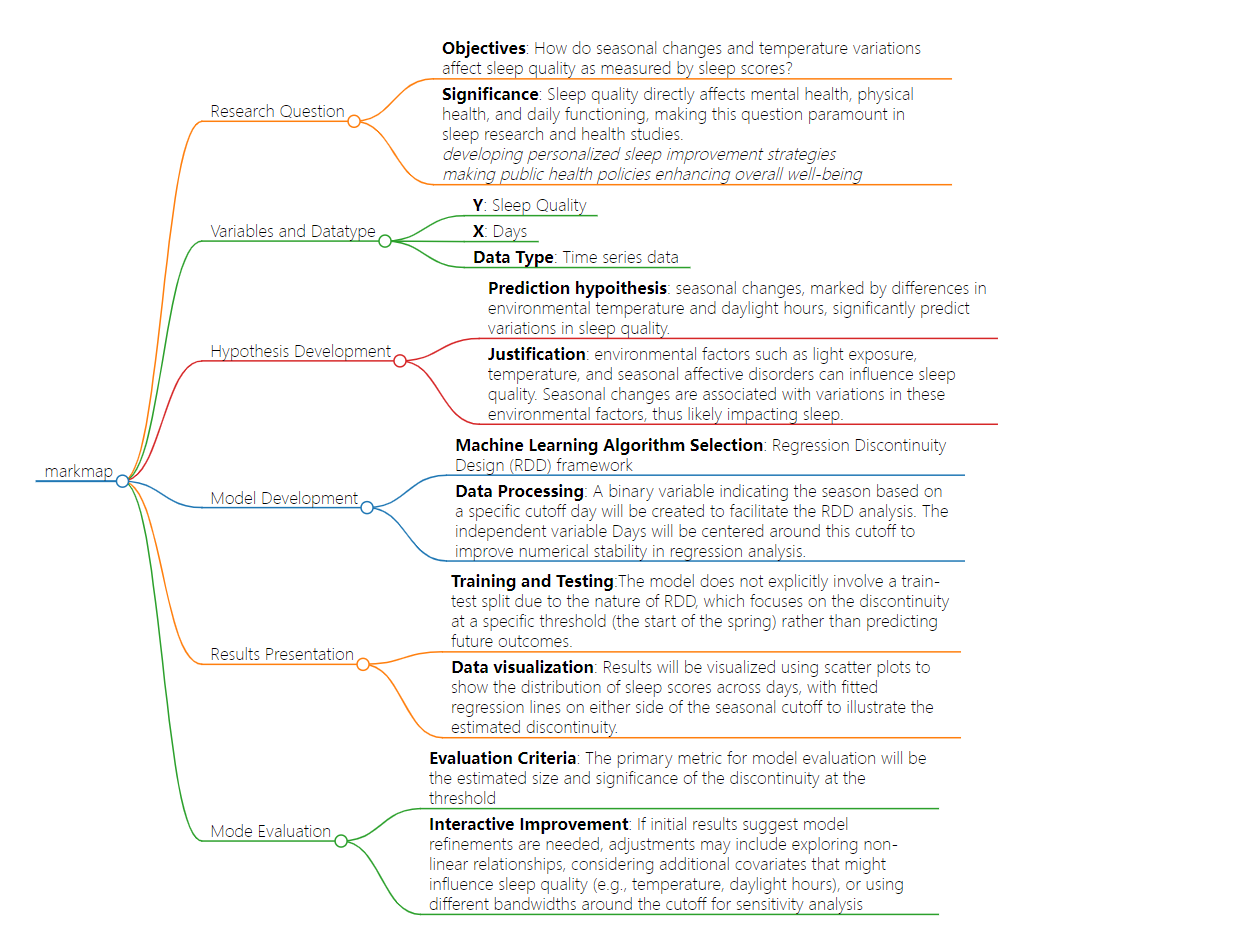 markmap
Research Question
Objectives: How do seasonal changes and temperature variations
affect sleep quality as measured by sleep scores?
Significance: Sleep quality directly affects mental health, physical
health, and daily functioning, making this question paramount in
sleep research and health studies.
developing personalized sleep improvement strategies
making public health policies enhancing overall well-being
Variables and Datatype
Y: Sleep Quality
X: Days
Data Type: Time series data
Hypothesis Development
Prediction hypoithesis: seasonal changes, marked by differences in
environmental temperature and daylight hours, significantly predict
variations in sleep quality.
Justification: environmental factors such as light exposure,
temperature, and seasonal affective disorders can influence sleep
quality. Seasonal changes are associated with variations in these
environmental factors, thus likely impacting sleep.
Model Development
Machine Learning Algorithm Selection: Regression Discontinuity
Design (RDD) framework
Data Processing: A binary variable indicating the season based on
a specific cutoff day will be created to facilitate the RDD analysis. The
independent variable Days will be centered around this cutoff to
improve numerical stability in regression analysis.
Results Presentation
Training and Testing:The model does not explicitly involve a train-
test split due to the nature of RDD, which focuses on the discontinuity
at a specific threshold (the start of the spring) rather than predicting
future outcomes.
Data visualization: Results will be visualized using scatter plots to
show the distribution of sleep scores across days, with fitted
regression lines on either side of the seasonal cutoff to illustrate the
estimated discontinuity.
Mode Evaluation
Evaluation Criteria: The primary metric for model evaluation will be
the estimated size and significance of the discontinuity at the
threshold
Interactive Improvement: If initial results suggest model
refinements are needed, adjustments may include exploring non-
linear relationships, considering additional covariates that might
influence sleep quality (e.g., temperature, daylight hours), or using
different bandwidths around the cutoff for sensitivity analysis